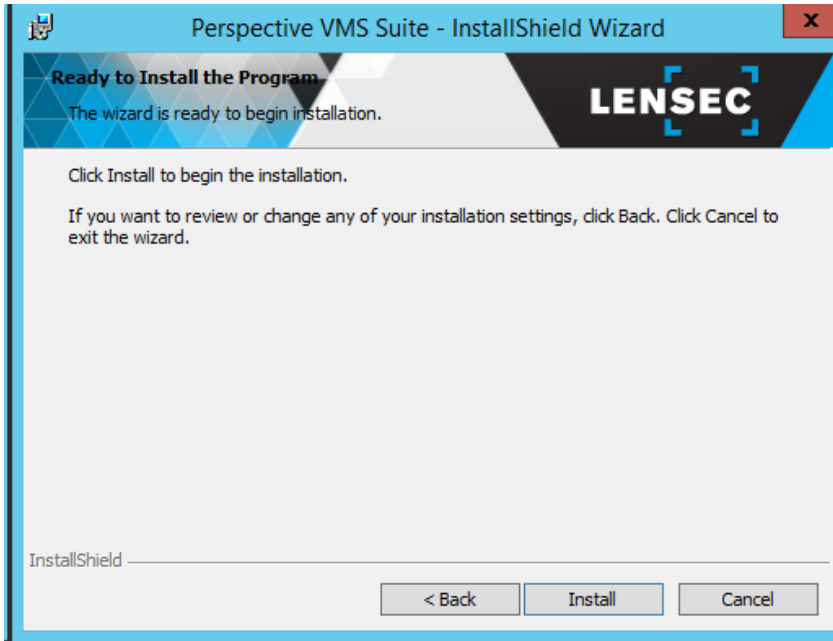 Perspective VMS Suite - InstallShield Wizard
x
Ready to Install the Program
The wizard is ready to begin installation.
LENSEC
Click Install to begin the installation.
If you want to review or change any of your installation settings, click Back. Click Cancel to
exit the wizard.
InstallShield
< Back
Install
Cancel